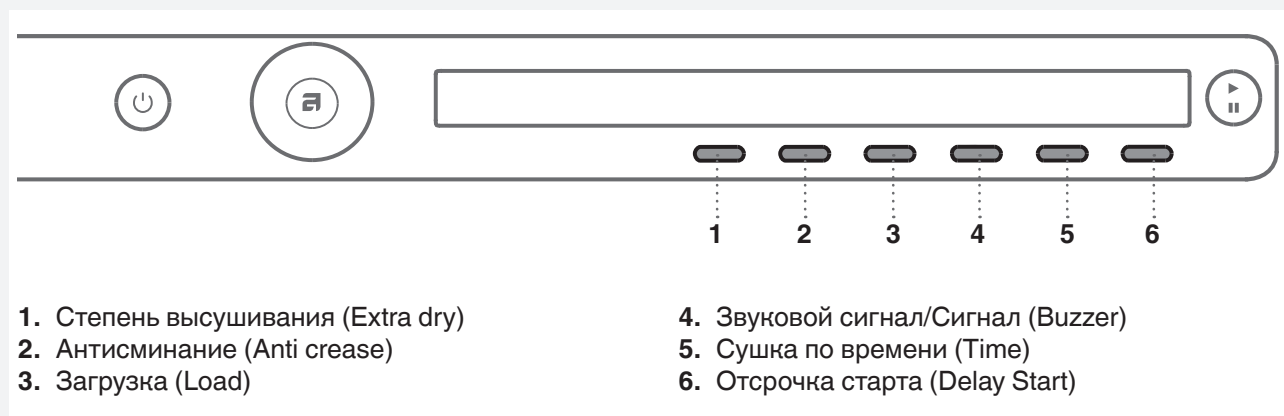 1 2 3 4 5 6
1. Степень высушивания (Extra dry)
2. Антисминание (Anti crease)
3. Загрузка (Load)
4. Звуковой сигнал/Сигнал (Buzzer)
5. Сушка по времени (Time)
6. Отсрочка старта (Delay Start)